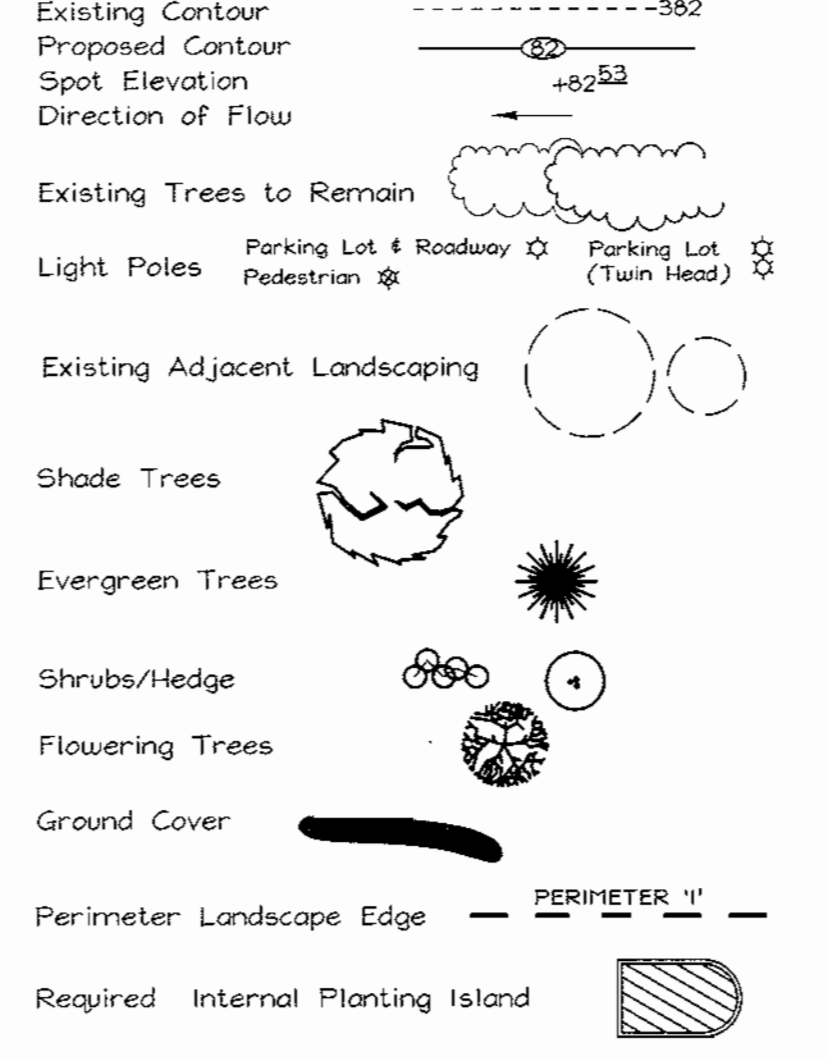 Existing Contour 382
Proposed Contour 82
Spot Elevation +82 53
Direction of Flow
Existing Trees to Remain
Light Poles Parking Lot & Roadway Parking Lot
Pedestrian (Twin Head)
Existing Adjacent Landscaping
Shade Trees
Evergreen Trees
Shrubs/Hedge
Flowering Trees
Ground Cover
Perimeter Landscape Edge PERIMETER '1'
Required Internal Planting Island